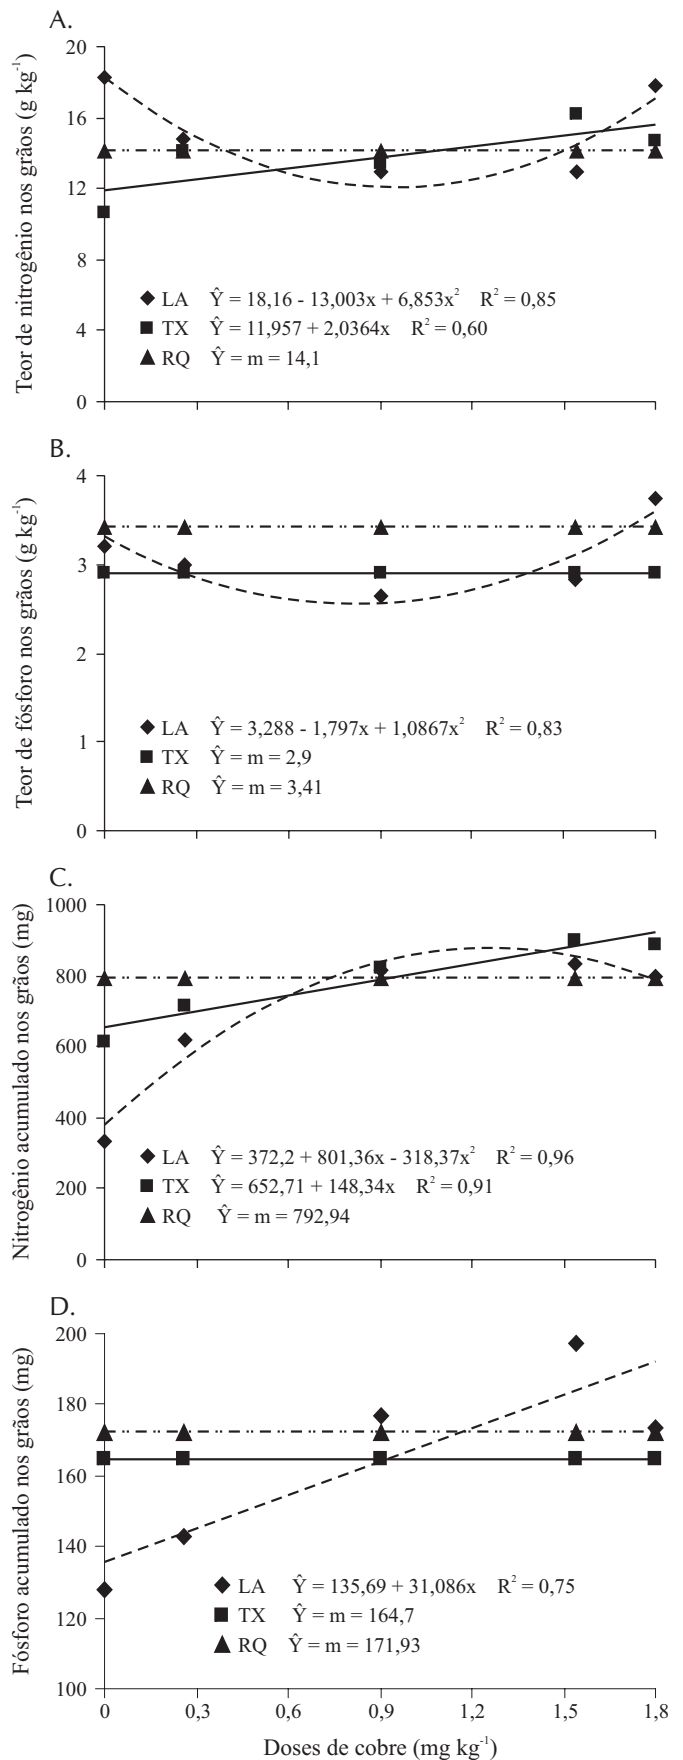 A.
Teor de nitrogênio nos grãos (g kg⁻¹)
20
16
12
8
4
0
LA Ŷ = 18,16 - 13,003x + 6,853x² R² = 0,85
TX Ŷ = 11,957 + 2,0364x R² = 0,60
RQ Ŷ = m = 14,1
B.
Teor de fósforo nos grãos (g kg⁻¹)
4
3
2
1
0
LA Ŷ = 3,288 - 1,797x + 1,0867x² R² = 0,83
TX Ŷ = m = 2,9
RQ Ŷ = m = 3,41
C.
Nitrogênio acumulado nos grãos (mg)
1000
800
600
400
200
0
LA Ŷ = 372,2 + 801,36x - 318,37x² R² = 0,96
TX Ŷ = 652,71 + 148,34x R² = 0,91
RQ Ŷ = m = 792,94
D.
Fósforo acumulado nos grãos (mg)
200
180
160
140
120
100
LA Ŷ = 135,69 + 31,086x R² = 0,75
TX Ŷ = m = 164,7
RQ Ŷ = m = 171,93
0 0,3 0,6 0,9 1,2 1,5 1,8
Doses de cobre (mg kg⁻¹)